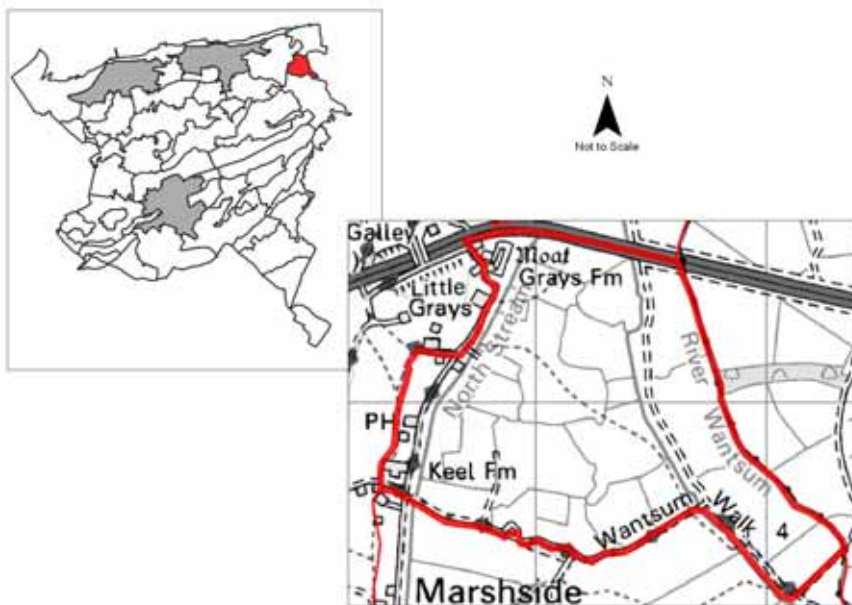 N
Not to Scale
Galley
Moat
Grays Fm
Little
Grays
North Stream
River Wantsum
PH
Keel Fm
Wantsum Walk
4
Marshside